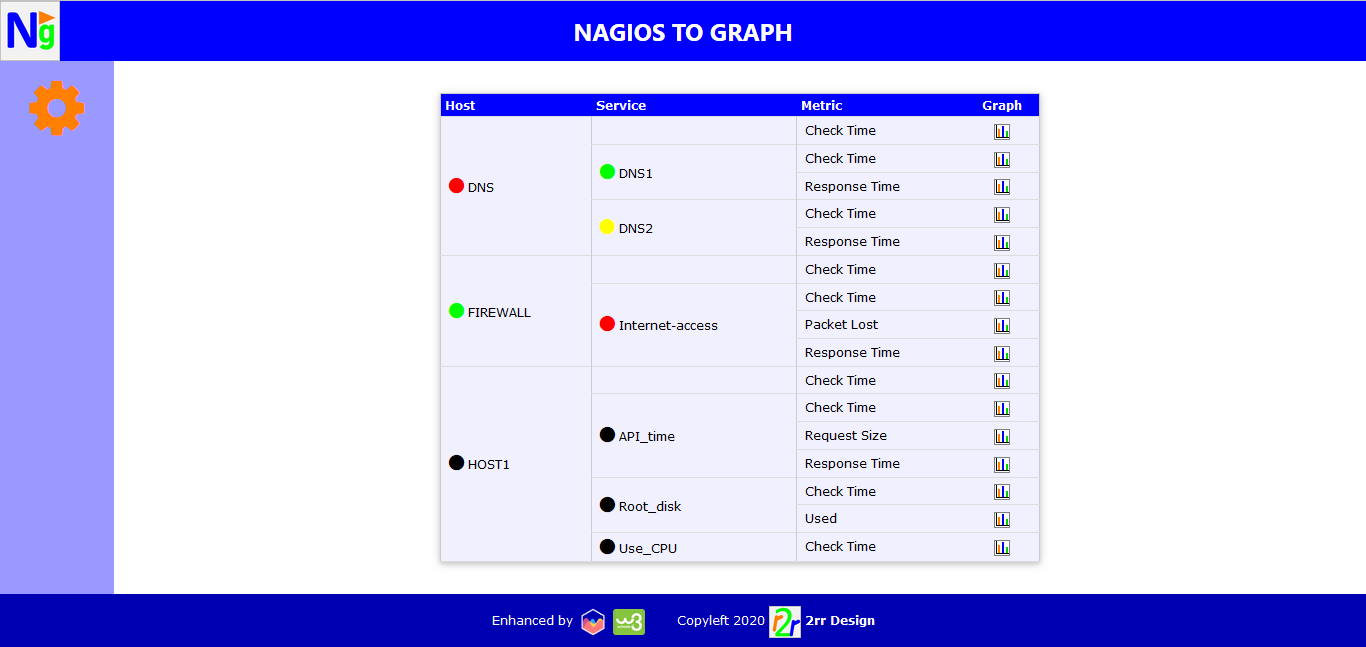 Ng
NAGIOS TO GRAPH
Host Service Metric Graph
Check Time
DNS
DNS1
Check Time
Response Time
DNS2
Check Time
Response Time
FIREWALL
Check Time
Internet-access
Check Time
Packet Lost
Response Time
HOST1
Check Time
API_time
Check Time
Request Size
Response Time
Root_disk
Check Time
Used
Use_CPU
Check Time
Enhanced by w3 Copyleft 2020 r2r 2rr Design